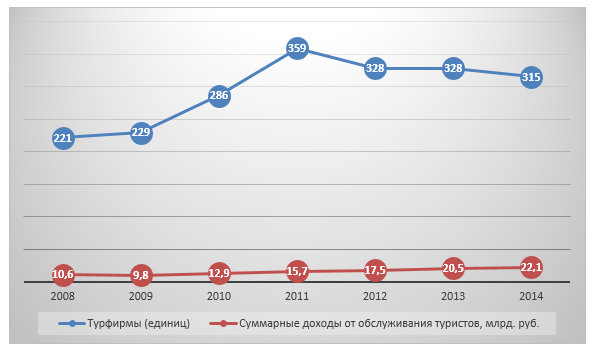 359
328 328
315
286
221 229
10,6 9,8 12,9 15,7 17,5 20,5 22,1
2008 2009 2010 2011 2012 2013 2014
Турфирмы (единиц) Суммарные доходы от обслуживания туристов, млрд. руб.